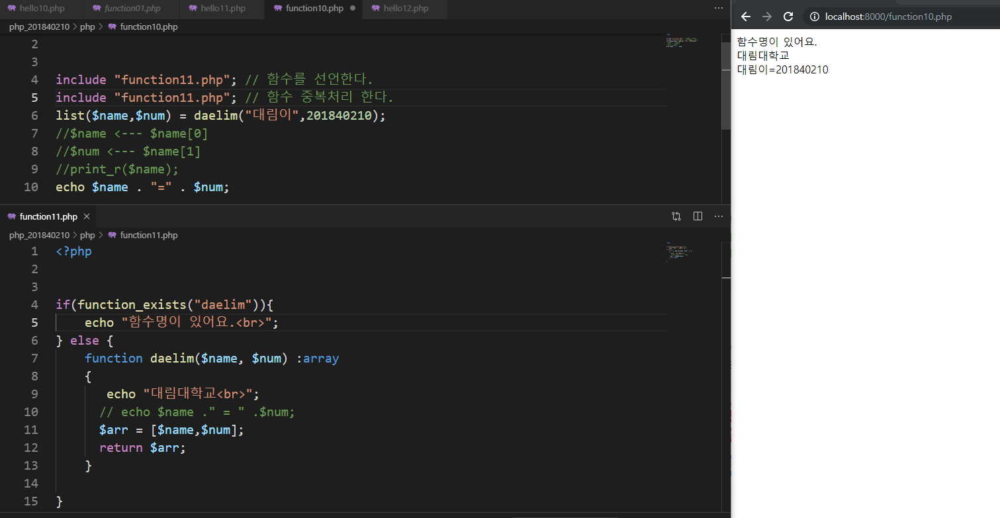 hello10.php function01.php hello11.php function10.php hello12.php
php_201840210 > php > function10.php
2
3
4 include "function11.php"; // 함수를 선언한다.
5 include "function11.php"; // 함수 중복처리 한다.
6 list($name,$num) = daelim("대림이",201840210);
7 //$name <--- $name[0]
8 //$num <--- $name[1]
9 //print_r($name);
10 echo $name . "=" . $num;
function11.php
php_201840210 > php > function11.php
1 <?php
2
3
4 if(function_exists("daelim")){
5 echo "함수명이 있어요.<br>";
6 } else {
7 function daelim($name, $num) :array
8 {
9 echo "대림대학교<br>";
10 // echo $name ." = " .$num;
11 $arr = [$name,$num];
12 return $arr;
13 }
14
15 }
localhost:8000/function10.php
함수명이 있어요.
대림대학교
대림이=201840210